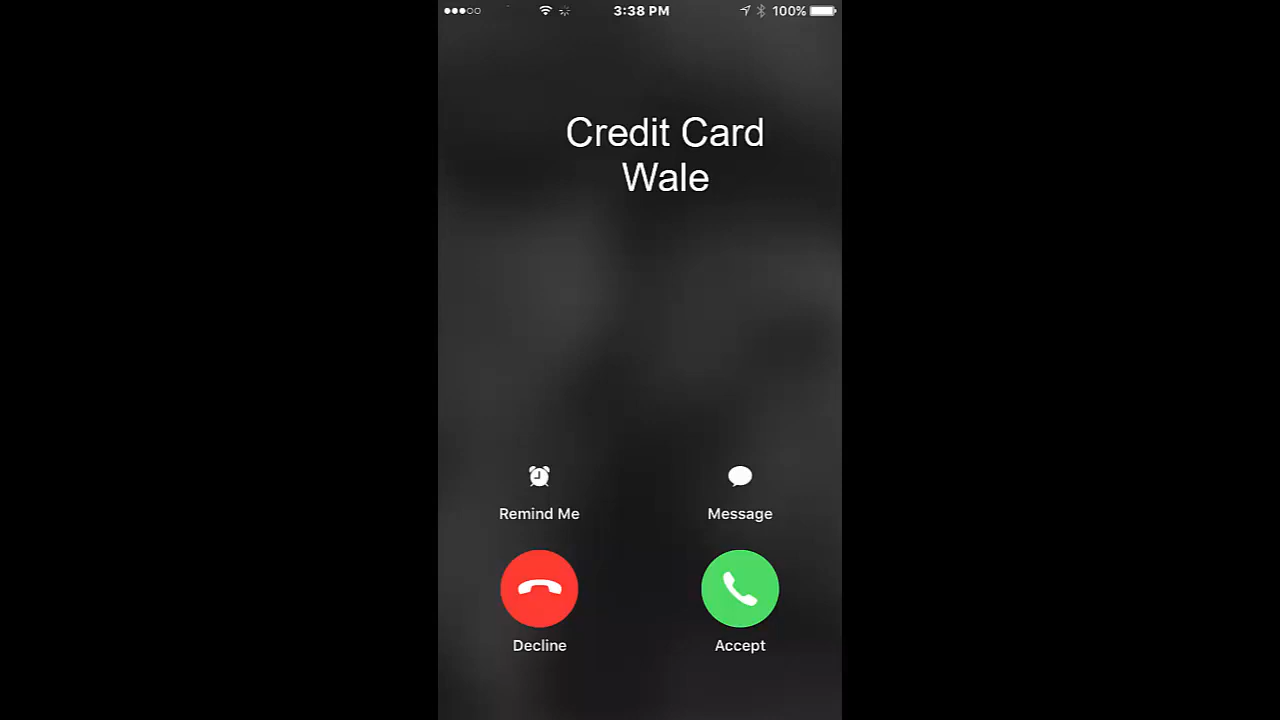 3:38 PM
100%
Credit Card
Wale
Remind Me
Message
Decline
Accept